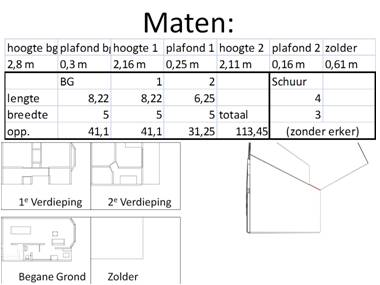 Maten:
hoogte bg plafond bg hoogte 1 plafond 1 hoogte 2 plafond 2 zolder
2,8 m 0,3 m 2,16 m 0,25 m 2,11 m 0,16 m 0,61 m
BG 1 2 Schuur
lengte 8,22 8,22 6,25 4
breedte 5 5 5 totaal 3
opp. 41,1 41,1 31,25 113,45 (zonder erker)
1e Verdieping 2e Verdieping
Begane Grond Zolder